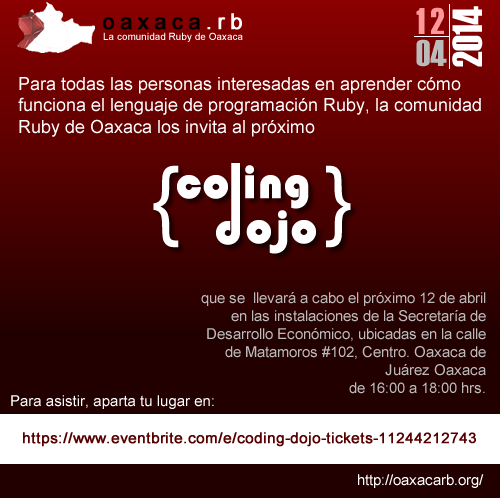 oaxaca.rb
La comunidad Ruby de Oaxaca
12
04
2014
Para todas las personas interesadas en aprender cómo
funciona el lenguaje de programación Ruby, la comunidad
Ruby de Oaxaca los invita al próximo
{coding
dojo}
que se llevará a cabo el próximo 12 de abril
en las instalaciones de la Secretaría de
Desarrollo Económico, ubicadas en la calle
de Matamoros #102, Centro. Oaxaca de
Juárez Oaxaca
de 16:00 a 18:00 hrs.
Para asistir, aparta tu lugar en:
https://www.eventbrite.com/e/coding-dojo-tickets-11244212743
http://oaxacarb.org/